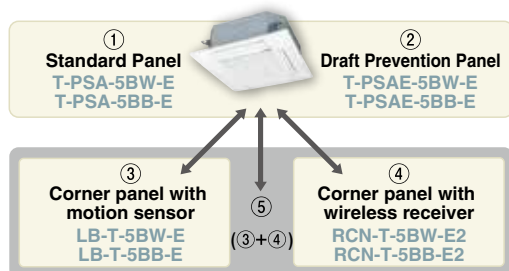 ①
Standard Panel
T-PSA-5BW-E
T-PSA-5BB-E
②
Draft Prevention Panel
T-PSAE-5BW-E
T-PSAE-5BB-E
③
Corner panel with
motion sensor
LB-T-5BW-E
LB-T-5BB-E
⑤
(③+④)
④
Corner panel with
wireless receiver
RCN-T-5BW-E2
RCN-T-5BB-E2